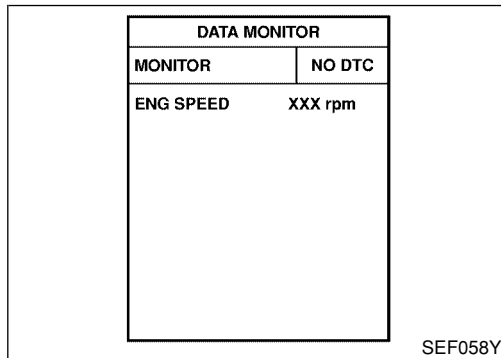 DATA MONITOR
MONITOR NO DTC
ENG SPEED XXX rpm
SEF058Y